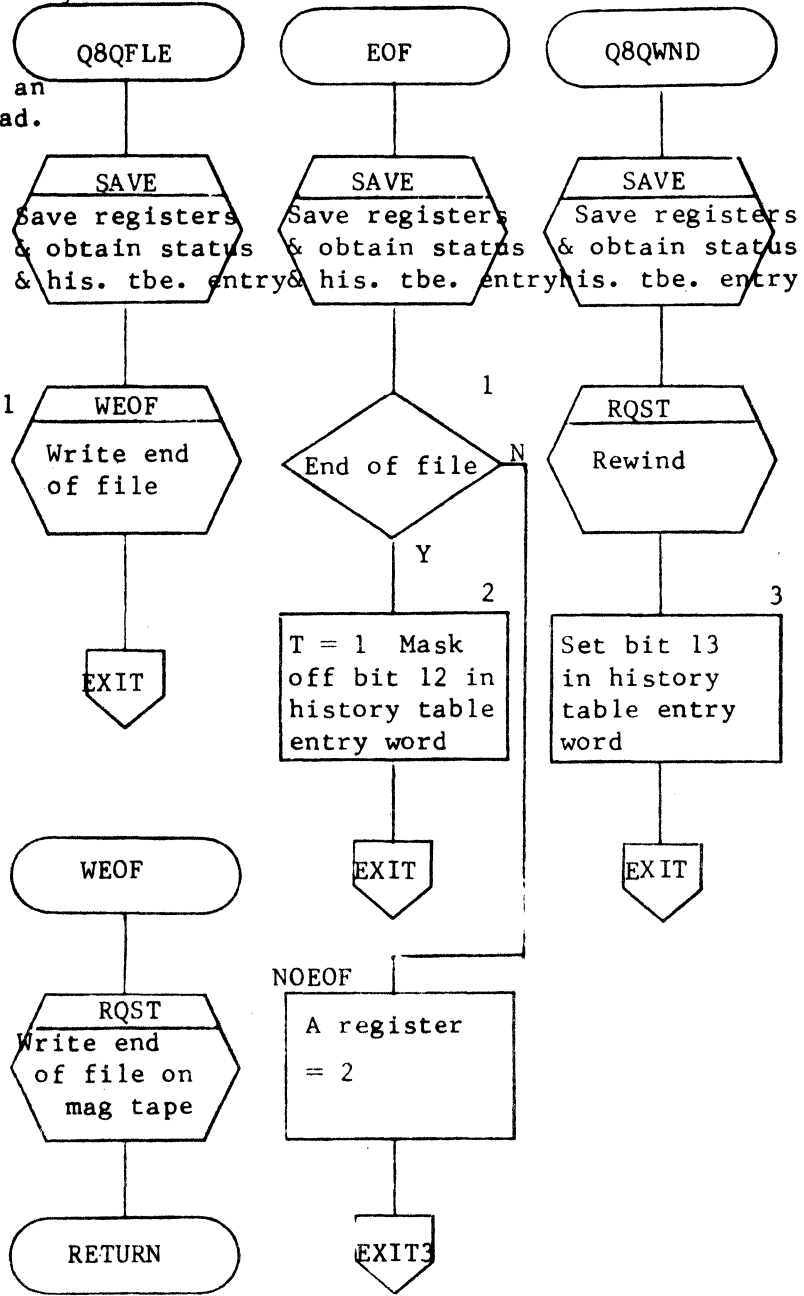 an
ad.
Q8QFLE
SAVE
Save registers
& obtain status
& his. tbe. entry
1
WEOF
Write end
of file
EXIT
WEOF
RQST
Write end
of file on
mag tape
RETURN
EOF
SAVE
Save registers
& obtain status
& his. tbe. entry
1
End of file
N
Y
2
T = 1 Mask
off bit 12 in
history table
entry word
EXIT
NOEOF
A register
= 2
EXIT3
Q8QWND
SAVE
Save registers
& obtain status
his. tbe. entry
RQST
Rewind
3
Set bit 13
in history
table entry
word
EXIT